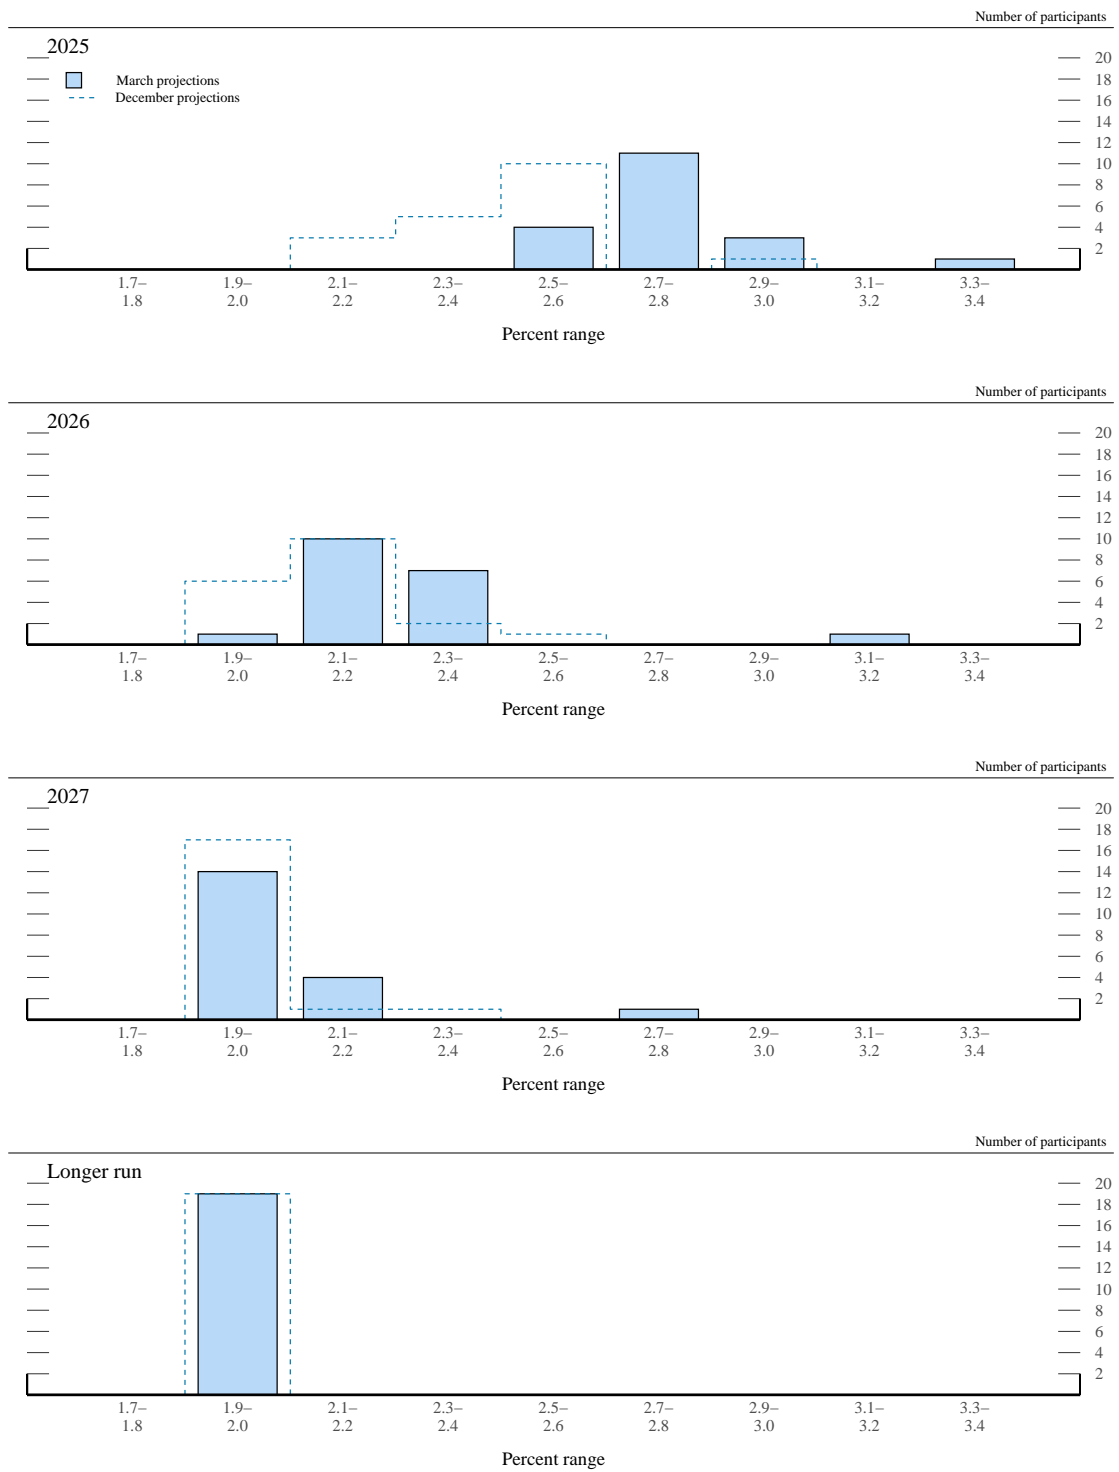 Number of participants
2025
March projections
December projections
20
18
16
14
12
10
8
6
4
2
1.7– 1.9– 2.1– 2.3– 2.5– 2.7– 2.9– 3.1– 3.3–
1.8 2.0 2.2 2.4 2.6 2.8 3.0 3.2 3.4
Percent range
Number of participants
2026
20
18
16
14
12
10
8
6
4
2
1.7– 1.9– 2.1– 2.3– 2.5– 2.7– 2.9– 3.1– 3.3–
1.8 2.0 2.2 2.4 2.6 2.8 3.0 3.2 3.4
Percent range
Number of participants
2027
20
18
16
14
12
10
8
6
4
2
1.7– 1.9– 2.1– 2.3– 2.5– 2.7– 2.9– 3.1– 3.3–
1.8 2.0 2.2 2.4 2.6 2.8 3.0 3.2 3.4
Percent range
Number of participants
Longer run
20
18
16
14
12
10
8
6
4
2
1.7– 1.9– 2.1– 2.3– 2.5– 2.7– 2.9– 3.1– 3.3–
1.8 2.0 2.2 2.4 2.6 2.8 3.0 3.2 3.4
Percent range